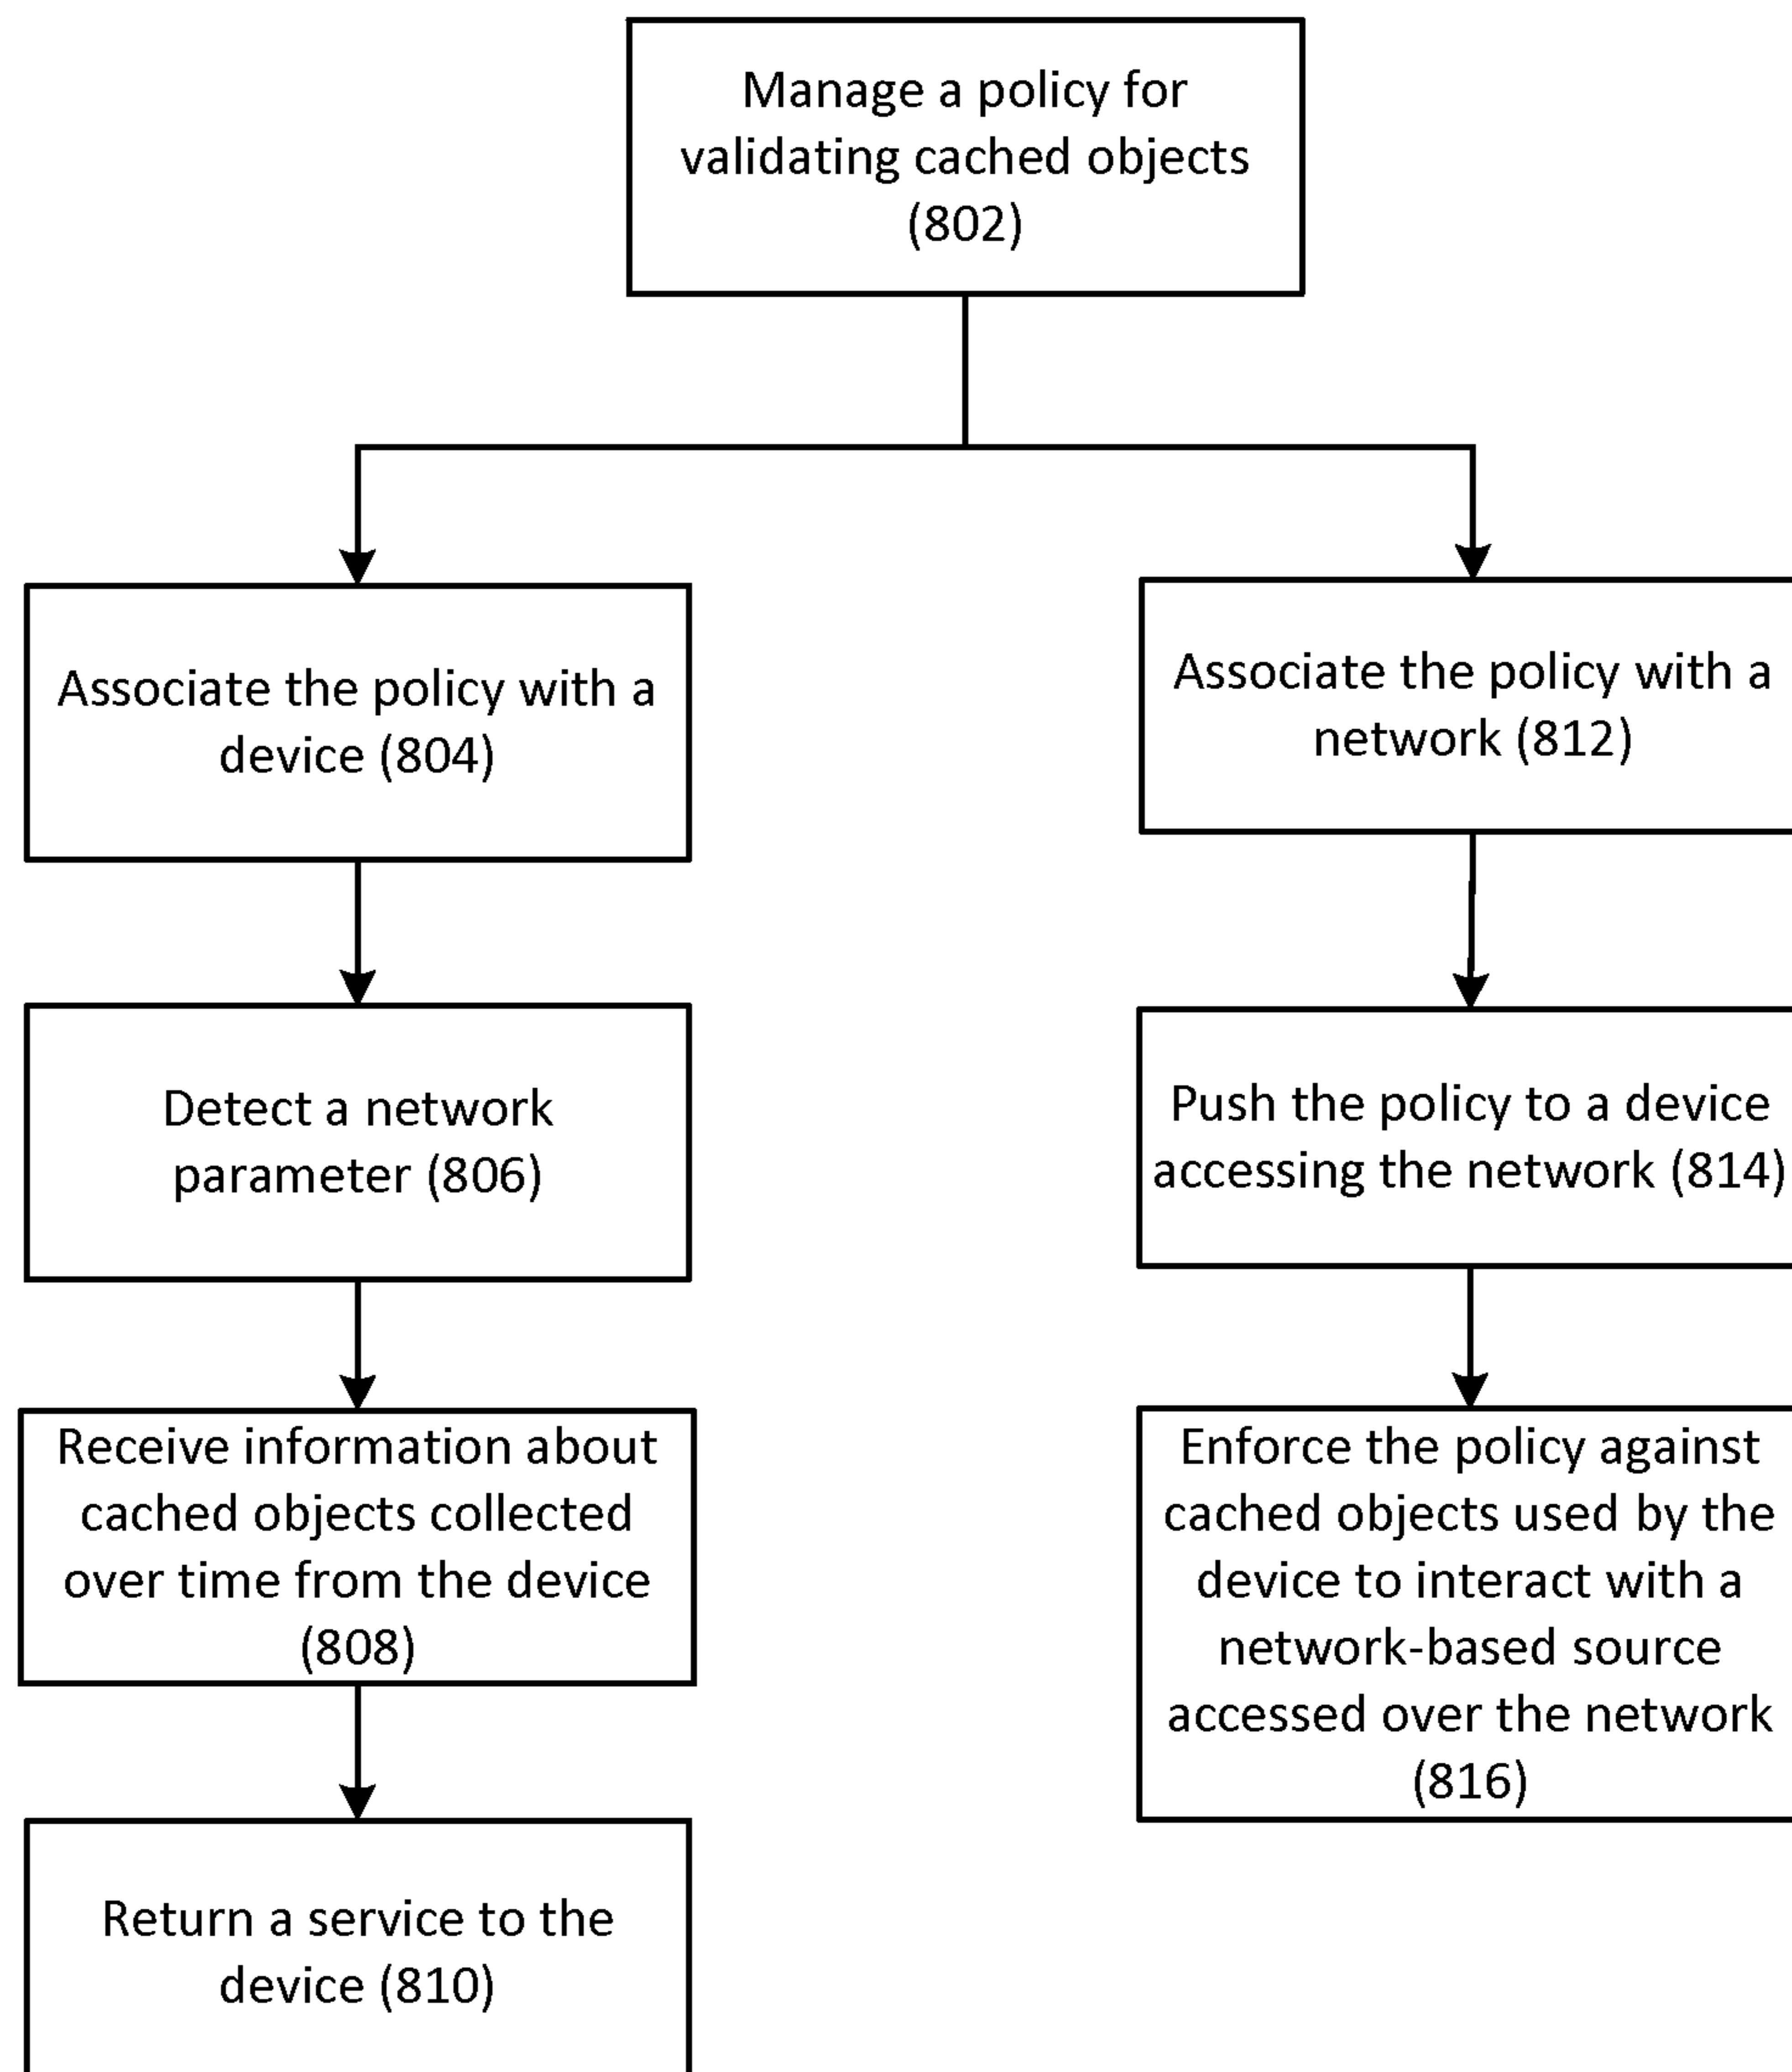 Manage a policy for
validating cached objects
(802)
Associate the policy with a
device (804)
Detect a network
parameter (806)
Receive information about
cached objects collected
over time from the device
(808)
Return a service to the
device (810)
Associate the policy with a
network (812)
Push the policy to a device
accessing the network (814)
Enforce the policy against
cached objects used by the
device to interact with a
network-based source
accessed over the network
(816)